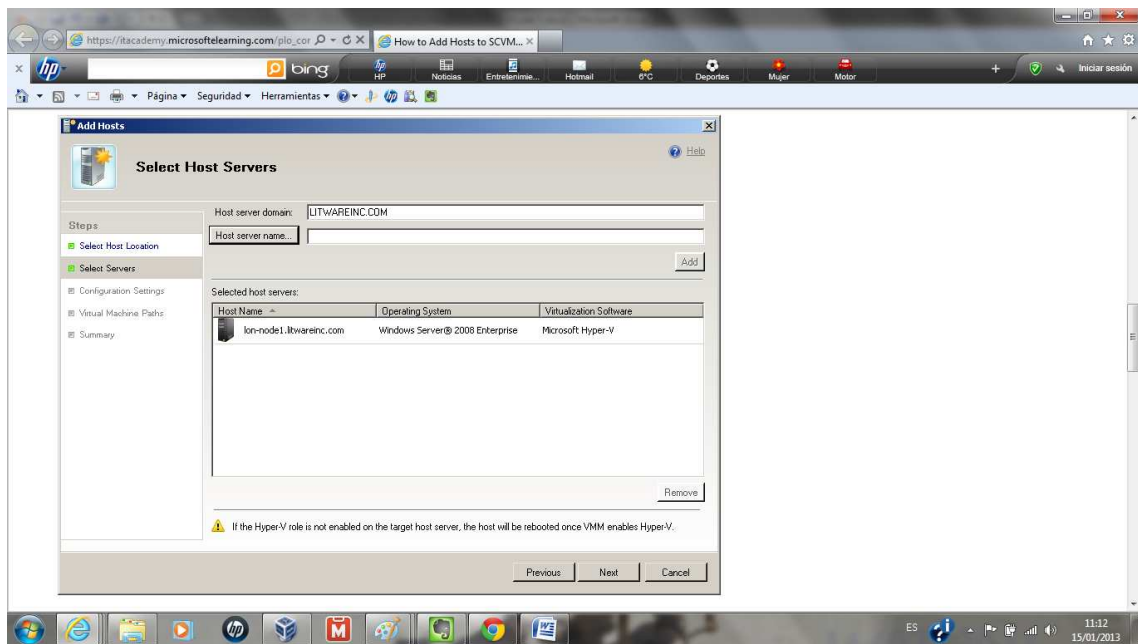 https://itacademy.microsoftelearning.com/plo_cor
How to Add Hosts to SCVM...
hp
bing
HP
Noticias
Entretenimie...
Hotmail
6°C
Deportes
Mujer
Motor
Iniciar sesión
Página
Seguridad
Herramientas
Add Hosts
Select Host Servers
Help
Steps
Select Host Location
Select Servers
Configuration Settings
Virtual Machine Paths
Summary
Host server domain: LITWAREINC.COM
Host server name...
Add
Selected host servers:
Host Name Operating System Virtualization Software
lon-node1.litwareinc.com Windows Server® 2008 Enterprise Microsoft Hyper-V
Remove
If the Hyper-V role is not enabled on the target host server, the host will be rebooted once VMM enables Hyper-V.
Previous Next Cancel
ES
11:12
15/01/2013